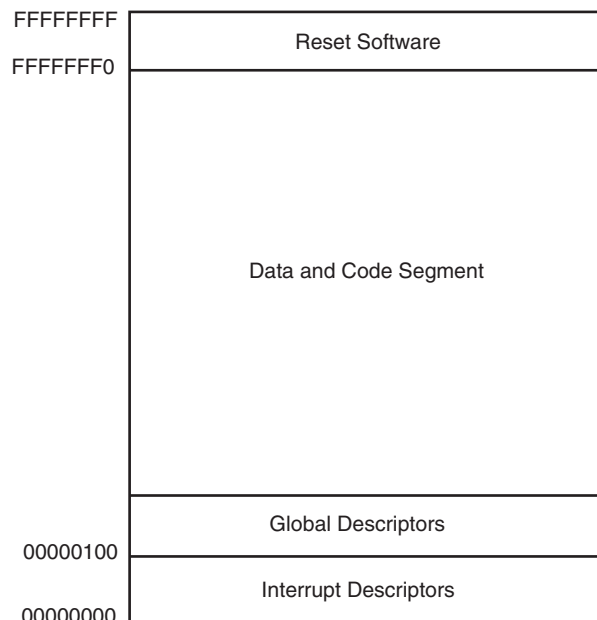 FFFFFFFF
Reset Software
FFFFFFF0
Data and Code Segment
Global Descriptors
00000100
Interrupt Descriptors
00000000